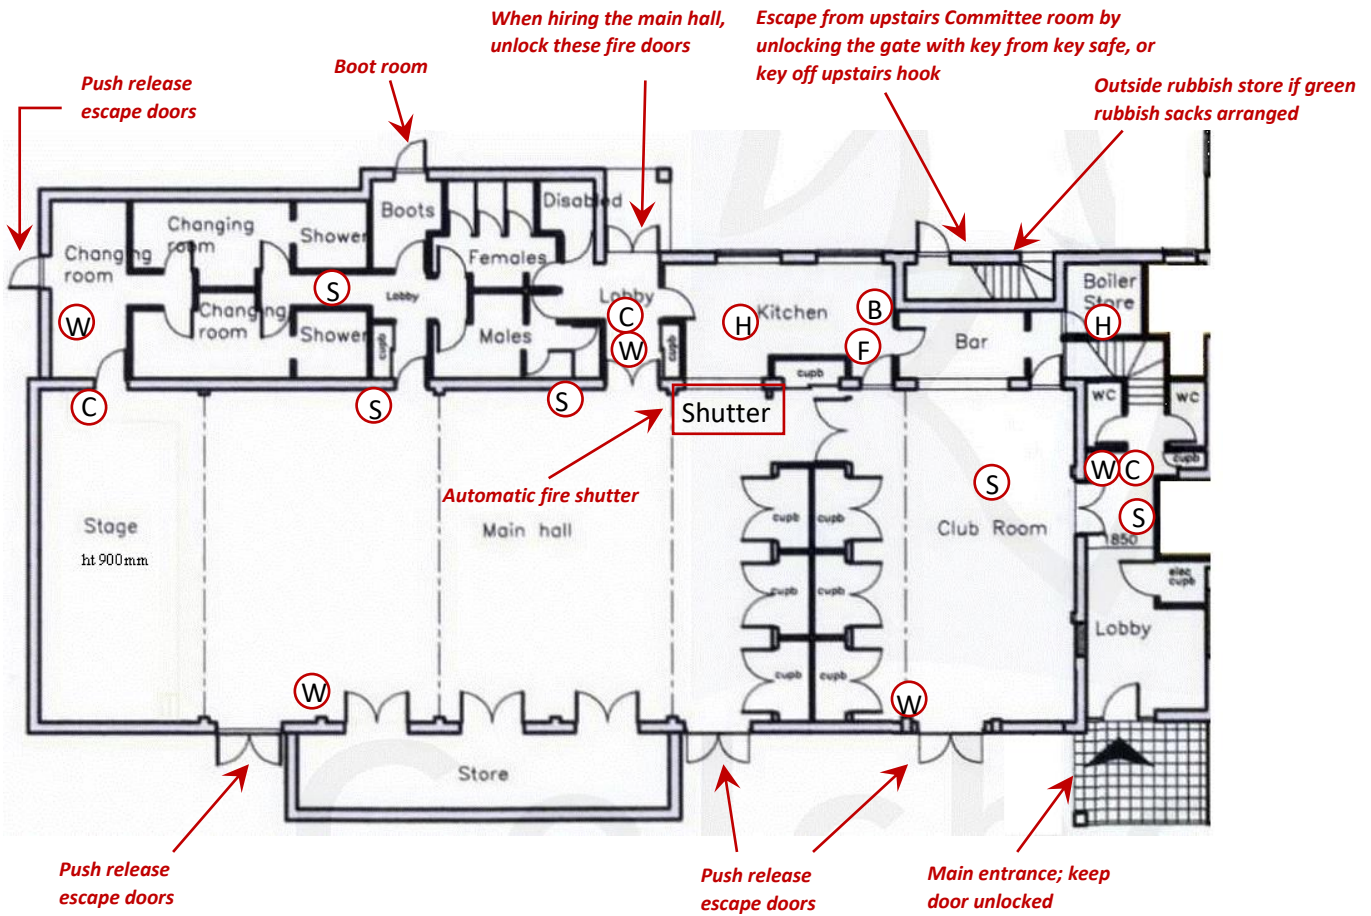 When hiring the main hall,
unlock these fire doors
Escape from upstairs Committee room by
unlocking the gate with key from key safe, or
key off upstairs hook
Boot room
Push release
escape doors
Outside rubbish store if green
rubbish sacks arranged
Disabled
Boots
Changing
room
Shower
Changing
room
Females
S
Lobby
Lobby
Boiler
Store
Changing
room
W
C
H
Kitchen
B
H
Shower
cupb
Males
W
cupb
F
Bar
cupb
C
S
S
Shutter
WC
WC
cupb
W
C
Automatic fire shutter
S
S
Stage
ht 900mm
Main hall
cupb
cupb
Club Room
1850
elec
cupb
cupb
cupb
Lobby
cupb
cupb
W
W
Store
Push release
escape doors
Push release
escape doors
Main entrance; keep
door unlocked